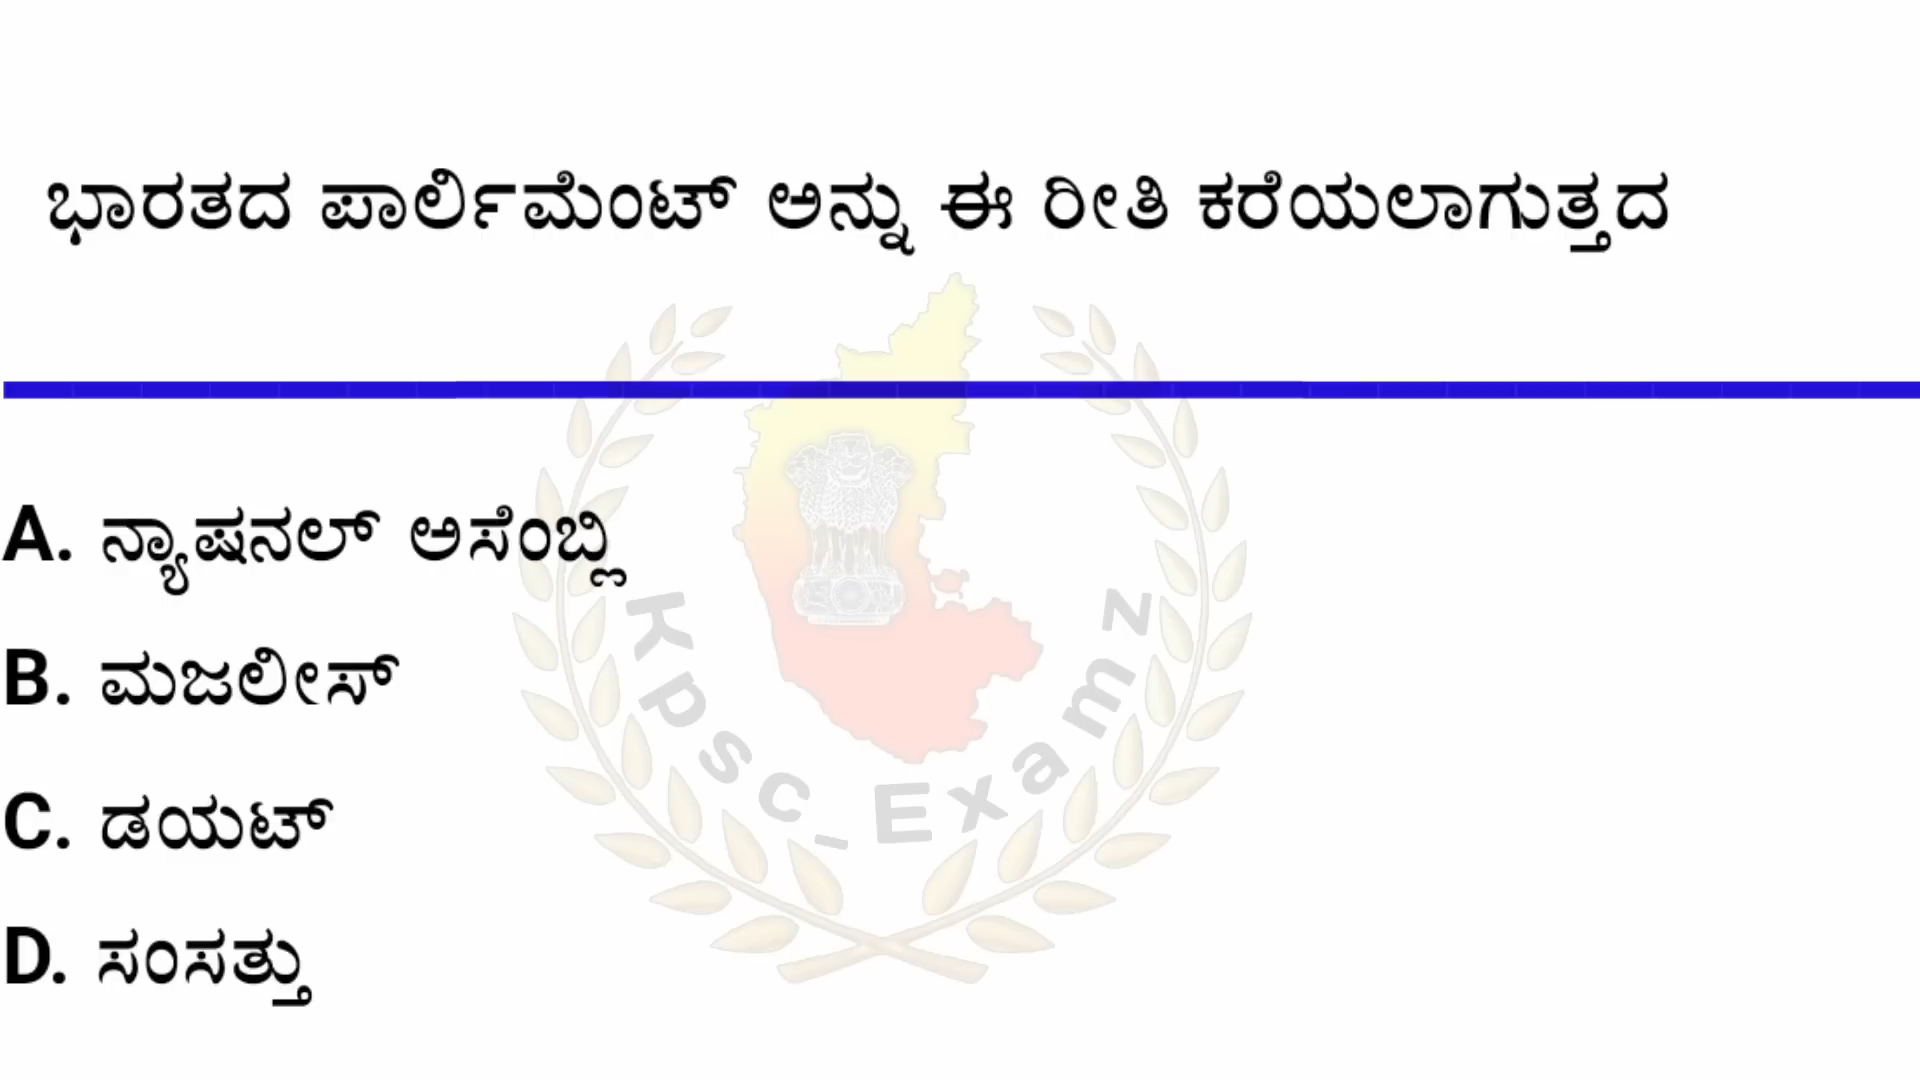 ಭಾರತದ ಪಾರ್ಲಿಮೆಂಟ್ ಅನ್ನು ಈ ರೀತಿ ಕರೆಯಲಾಗುತ್ತದ
A. ನ್ಯಾಷನಲ್ ಅಸೆಂಬ್ಲಿ
B. ಮಜಲೀಸ್
C. ಡಯಟ್
D. ಸಂಸತ್ತು
Kpsc_Examz